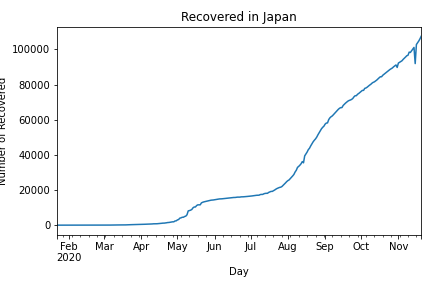 Recovered in Japan
Number of Recovered
100000
80000
60000
40000
20000
0
Feb Mar Apr May Jun Jul Aug Sep Oct Nov
2020
Day